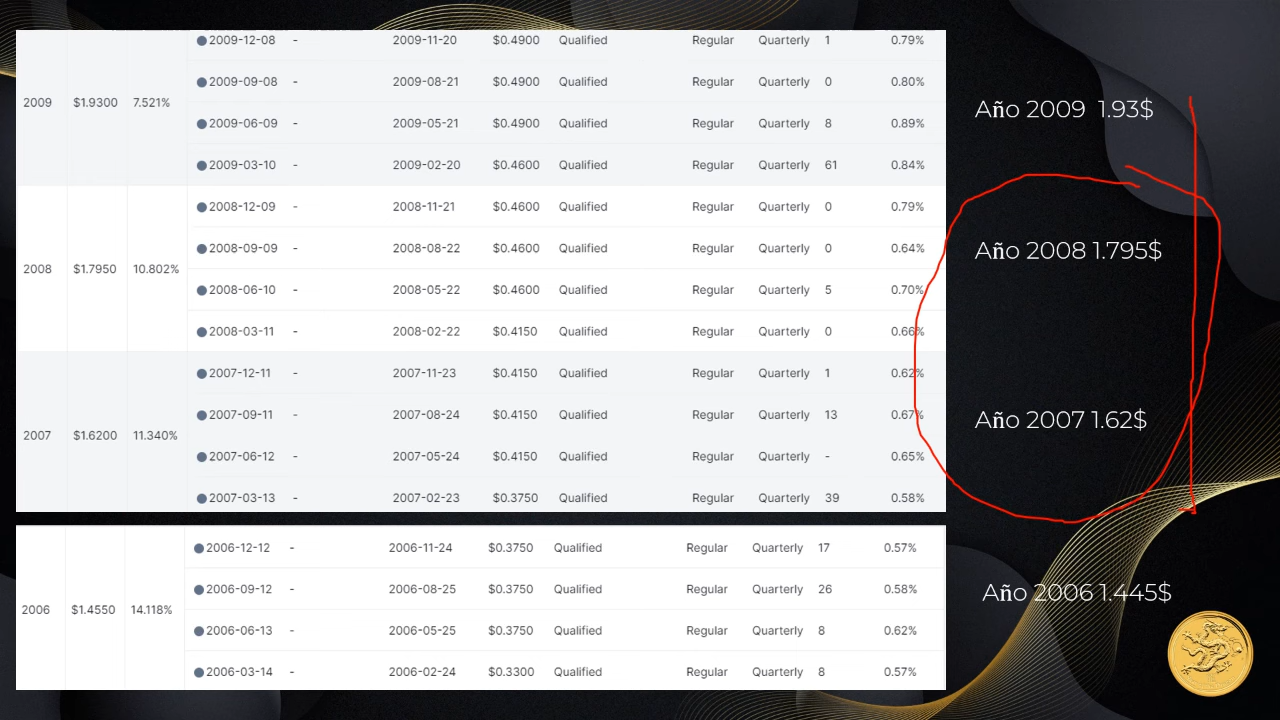 2009-12-08 - 2009-11-20 $0.4900 Qualified Regular Quarterly 1 0.79%
2009-09-08 - 2009-08-21 $0.4900 Qualified Regular Quarterly 0 0.80%
2009 $1.9300 7.521%
Año 2009 1.93$
2009-06-09 - 2009-05-21 $0.4900 Qualified Regular Quarterly 8 0.89%
2009-03-10 - 2009-02-20 $0.4600 Qualified Regular Quarterly 61 0.84%
2008-12-09 - 2008-11-21 $0.4600 Qualified Regular Quarterly 0 0.79%
2008-09-09 - 2008-08-22 $0.4600 Qualified Regular Quarterly 0 0.64%
Año 2008 1.795$
2008 $1.7950 10.802%
2008-06-10 - 2008-05-22 $0.4600 Qualified Regular Quarterly 5 0.70%
2008-03-11 - 2008-02-22 $0.4150 Qualified Regular Quarterly 0 0.66%
2007-12-11 - 2007-11-23 $0.4150 Qualified Regular Quarterly 1 0.62%
2007-09-11 - 2007-08-24 $0.4150 Qualified Regular Quarterly 13 0.67%
Año 2007 1.62$
2007 $1.6200 11.340%
2007-06-12 - 2007-05-24 $0.4150 Qualified Regular Quarterly - 0.65%
2007-03-13 - 2007-02-23 $0.3750 Qualified Regular Quarterly 39 0.58%
2006-12-12 - 2006-11-24 $0.3750 Qualified Regular Quarterly 17 0.57%
2006-09-12 - 2006-08-25 $0.3750 Qualified Regular Quarterly 26 0.58%
Año 2006 1.445$
2006 $1.4550 14.118%
2006-06-13 - 2006-05-25 $0.3750 Qualified Regular Quarterly 8 0.62%
2006-03-14 - 2006-02-24 $0.3300 Qualified Regular Quarterly 8 0.57%